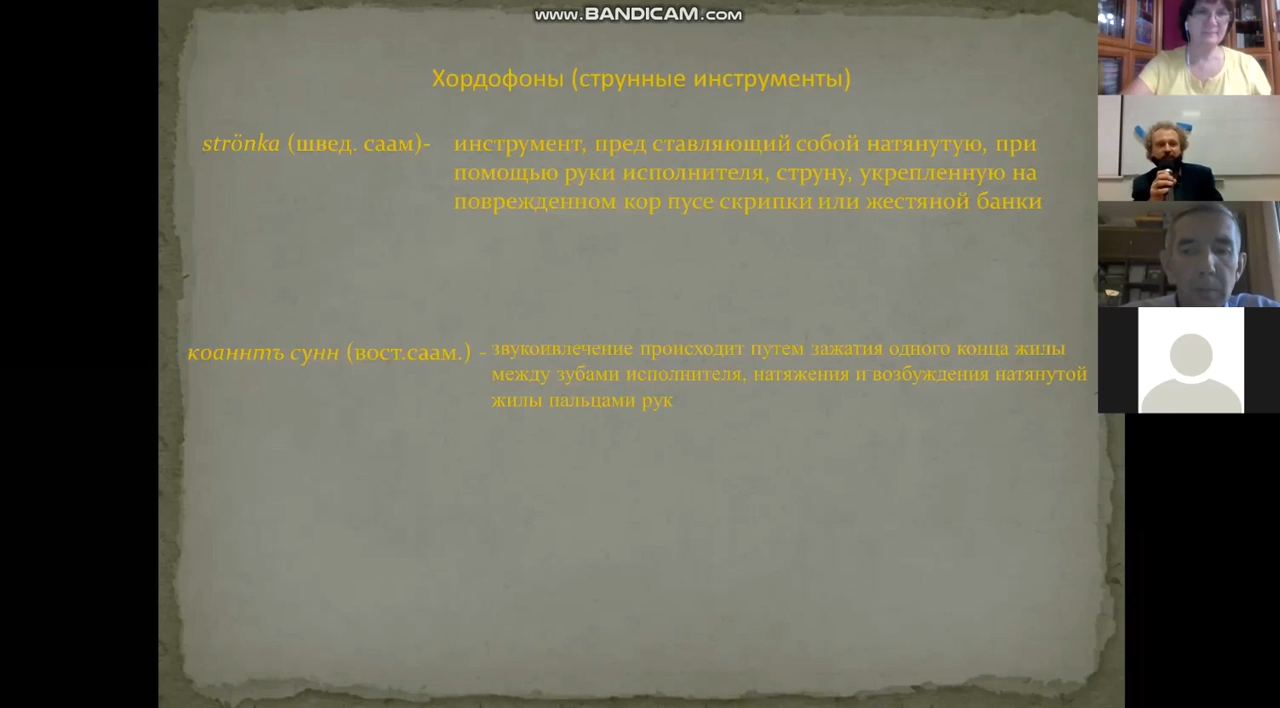 www.BANDICAM.com
Хордофоны (струнные инструменты)
strönka (швед. саам)- инструмент, пред ставляющий собой натянутую, при
помощью руки исполнителя, струну, укрепленную на
поврежденном кор пусе скрипки или жестяной банки
коаннтъ сунн (вост.саам.) - звукоивлечение происходит путем зажатия одного конца жилы
между зубами исполнителя, натяжения и возбуждения натянутой
жилы пальцами рук